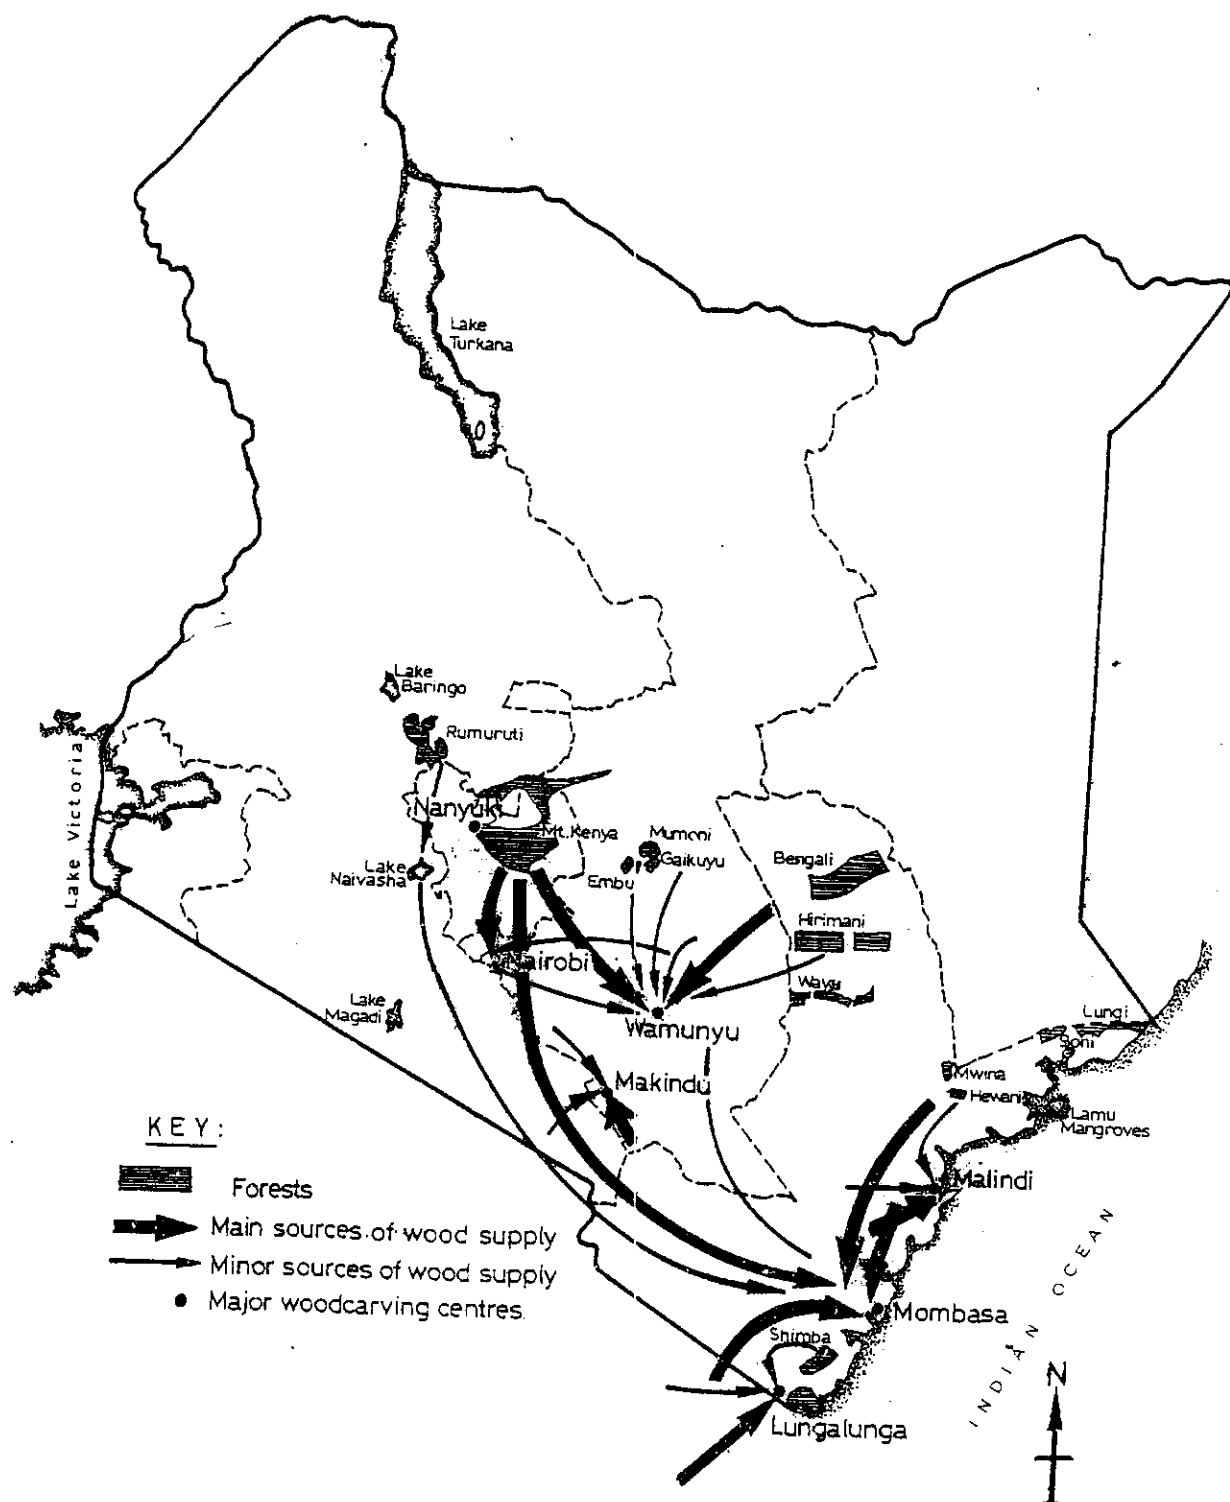 Lake
Turkana
Lake
Baringo
Rumuruti
Lake Victoria
Nanyuki
Mt.Kenya
Mumoni
Gaikuyu
Embu
Bengali
Lake
Naivasha
Hirimani
Nairobi
Wayu
Lake
Magadi
Wamunyu
Lungi
Boni
Mwina
Hewani
Makindu
Lamu
Mangroves
Malindi
KEY:
Forests
Main sources of wood supply
Minor sources of wood supply
Major woodcarving centres.
Mombasa
Shimba
INDIAN OCEAN
Lungalunga
N